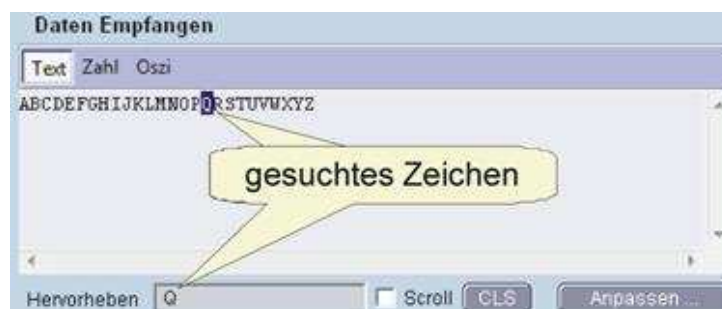 Daten Empfangen
Text Zahl Oszi
ABCDEFGHIJKLMNOPQRSTUVWXYZ
gesuchtes Zeichen
Hervorheben Q Scroll CLS Anpassen ...